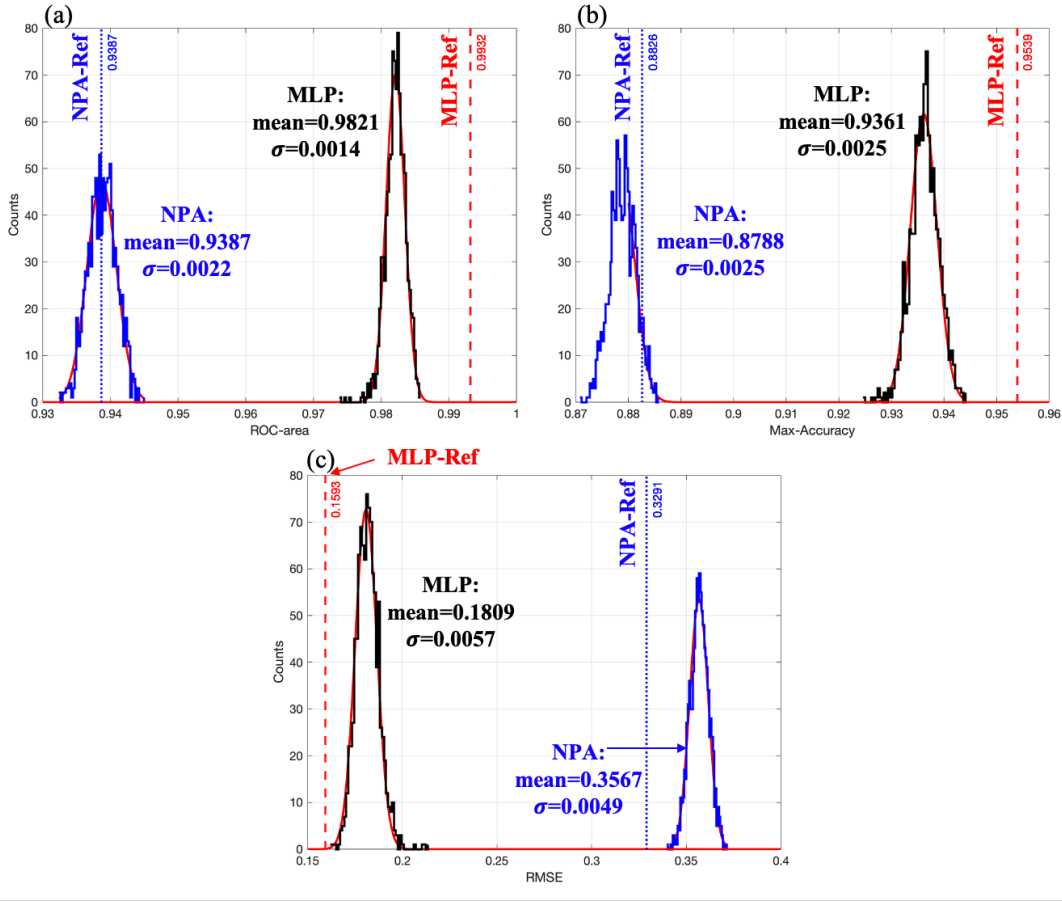 (a)
80
70
60
50
40
30
20
10
0
Counts
NPA-Ref
0.9387
MLP:
mean=0.9821
σ=0.0014
MLP-Ref
0.9932
NPA:
mean=0.9387
σ=0.0022
0.93 0.94 0.95 0.96 0.97 0.98 0.99 1
ROC-area
(b)
80
70
60
50
40
30
20
10
0
Counts
NPA-Ref
0.8826
MLP:
mean=0.9361
σ=0.0025
MLP-Ref
0.9539
NPA:
mean=0.8788
σ=0.0025
0.87 0.88 0.89 0.9 0.91 0.92 0.93 0.94 0.95 0.96
Max-Accuracy
(c)
MLP-Ref
80
70
60
50
40
30
20
10
0
Counts
0.1593
MLP:
mean=0.1809
σ=0.0057
NPA-Ref
0.3291
NPA:
mean=0.3567
σ=0.0049
0.15 0.2 0.25 0.3 0.35 0.4
RMSE